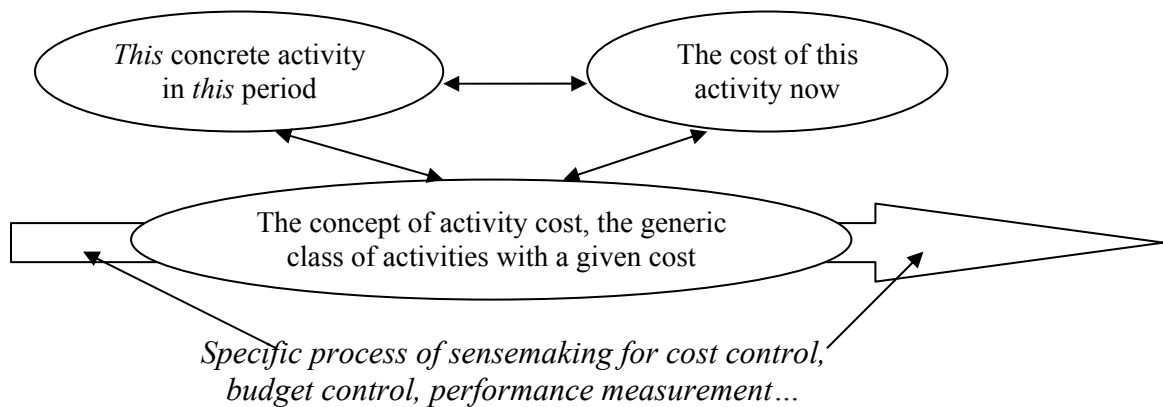 This concrete activity
in this period
The cost of this
activity now
The concept of activity cost, the generic
class of activities with a given cost
Specific process of sensemaking for cost control,
budget control, performance measurement…